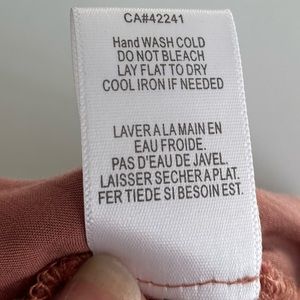 CA#42241
Hand WASH COLD
DO NOT BLEACH
LAY FLAT TO DRY
COOL IRON IF NEEDED
LAVER A LA MAIN EN
EAU FROIDE.
PAS D'EAU DE JAVEL.
LAISSER SECHER A PLAT.
FER TIEDE SI BESOIN EST.